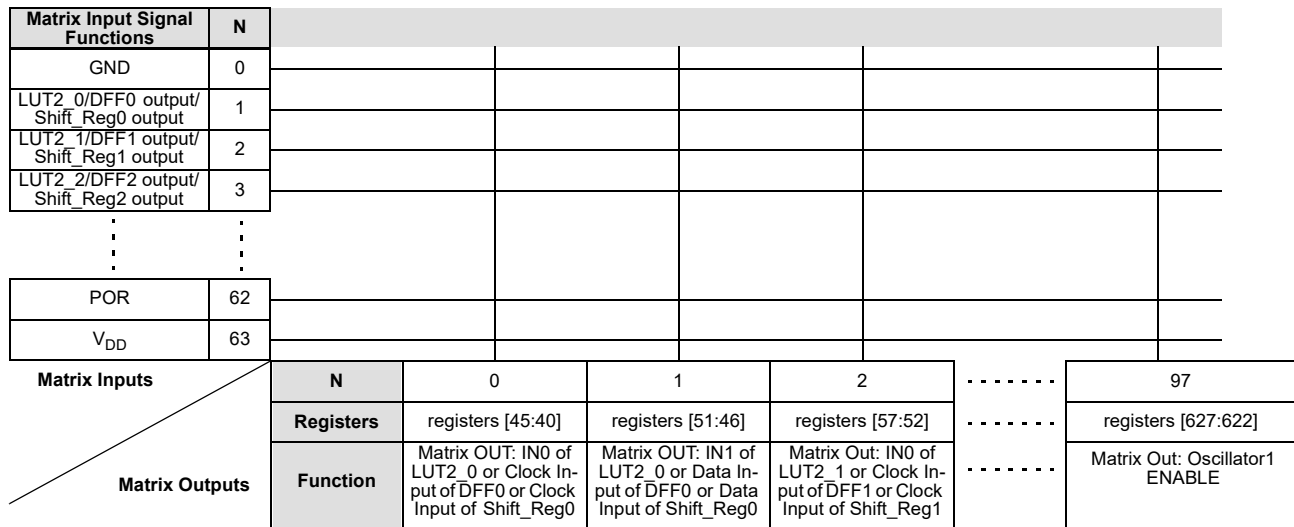 Matrix Input Signal
Functions
N
GND
0
LUT2_0/DFF0 output/
Shift_Reg0 output
1
LUT2_1/DFF1 output/
Shift_Reg1 output
2
LUT2_2/DFF2 output/
Shift_Reg2 output
3
POR
62
VDD
63
Matrix Inputs
Matrix Outputs
N
0
1
2
97
Registers
registers [45:40]
registers [51:46]
registers [57:52]
registers [627:622]
Function
Matrix OUT: IN0 of
LUT2_0 or Clock In-
put of DFF0 or Clock
Input of Shift_Reg0
Matrix OUT: IN1 of
LUT2_0 or Data In-
put of DFF0 or Data
Input of Shift_Reg0
Matrix Out: IN0 of
LUT2_1 or Clock In-
put of DFF1 or Clock
Input of Shift_Reg1
Matrix Out: Oscillator1
ENABLE